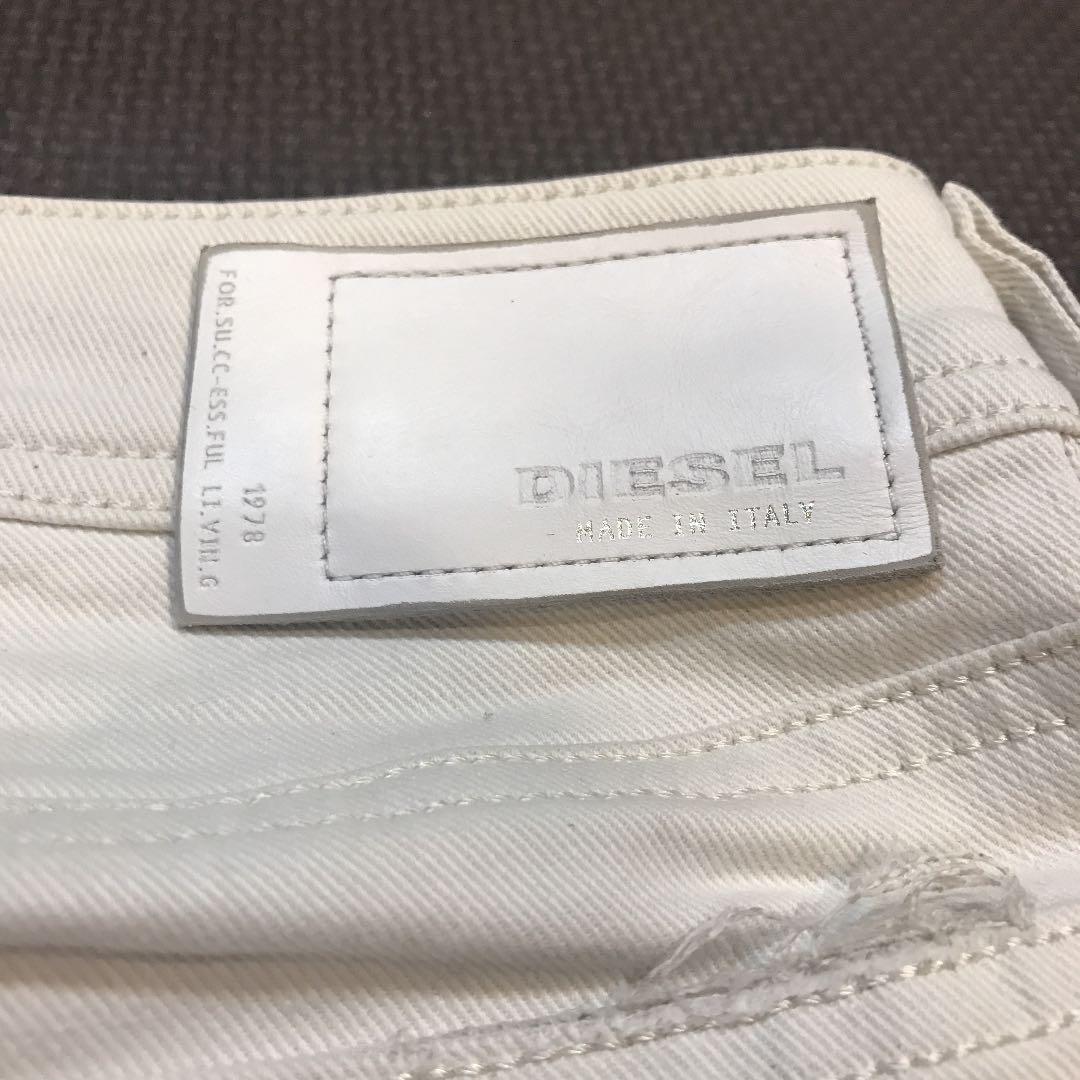 FOR.SU.CC-ESS.FUL LI.VIN.G
1978
DIESEL
MADE IN ITALY